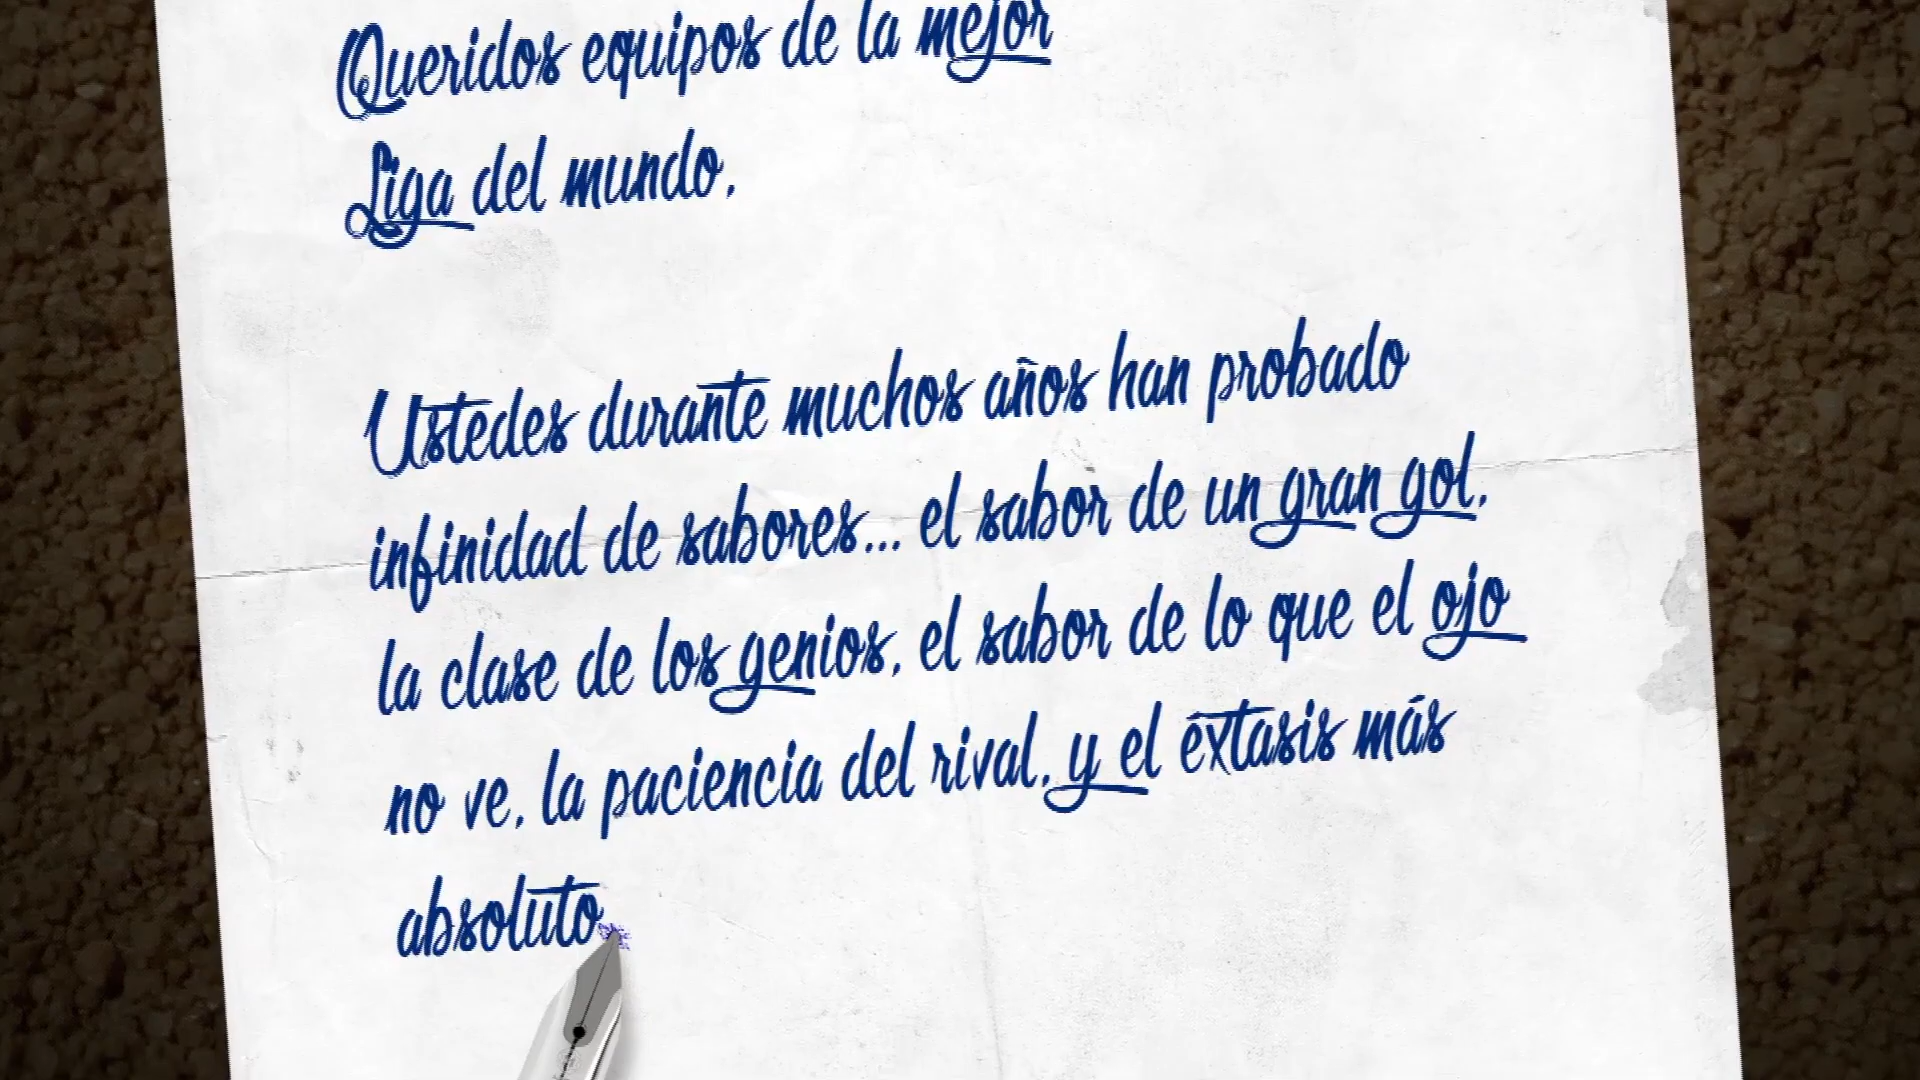 Queridos equipos de la mejor
Liga del mundo,
Ustedes durante muchos años han probado
infinidad de sabores... el sabor de un gran gol,
la clase de los genios, el sabor de lo que el ojo
no ve, la paciencia del rival, y el éxtasis más
absoluto